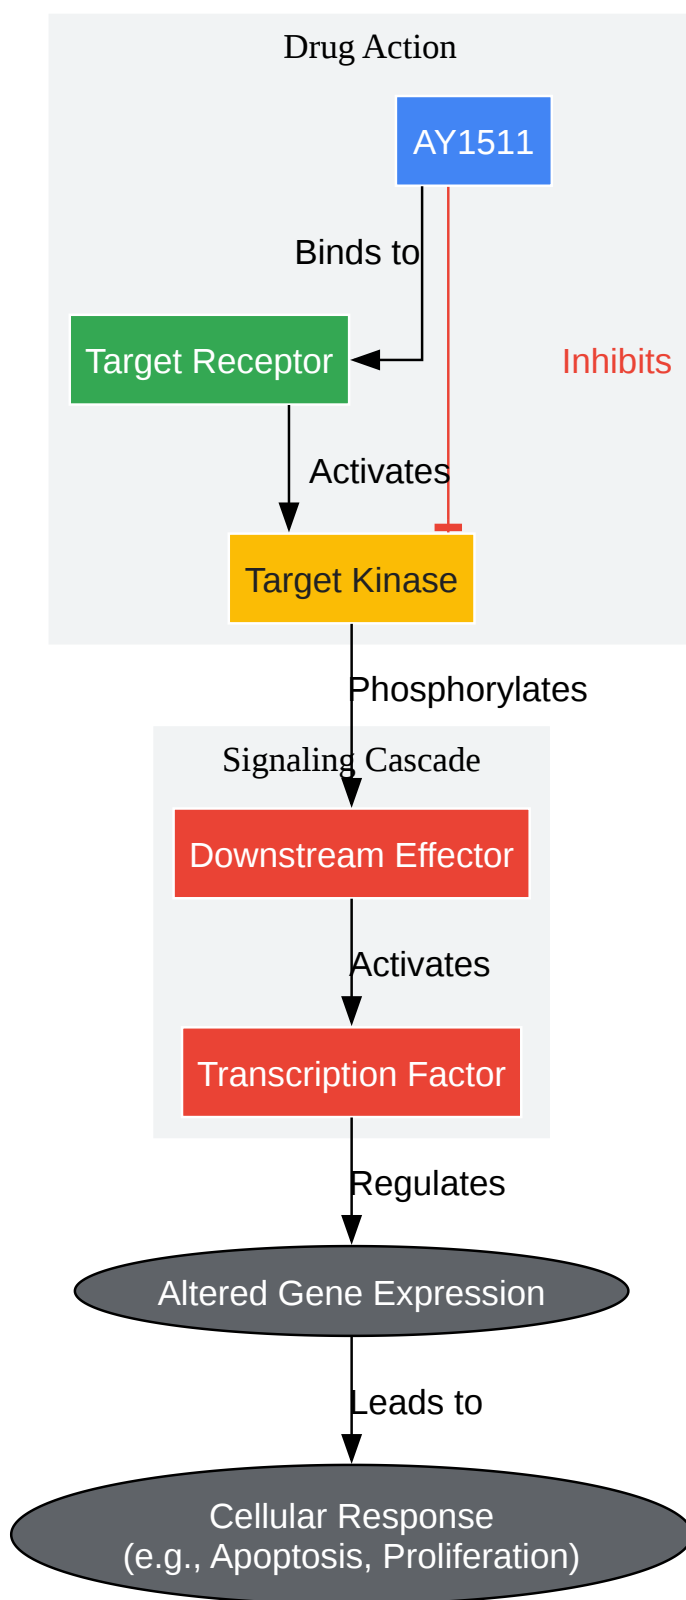 Drug Action
AY1511
Binds to
Target Receptor
Inhibits
Activates
Target Kinase
Phosphorylates
Signaling Cascade
Downstream Effector
Activates
Transcription Factor
Regulates
Altered Gene Expression
Leads to
Cellular Response
(e.g., Apoptosis, Proliferation)